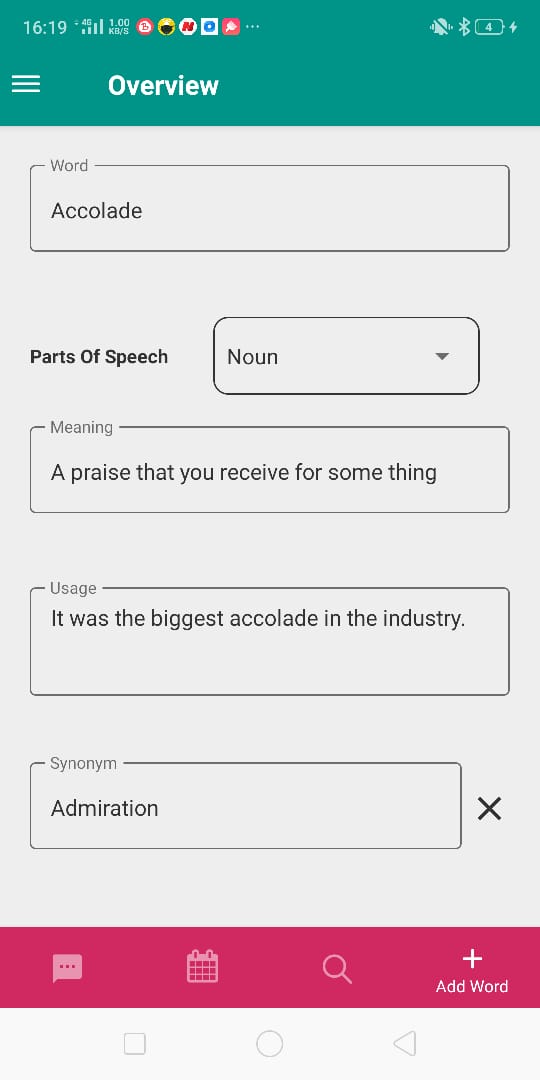 16:19 4G 1.00 KB/S B N ... 4
Overview
Word
Accolade
Parts Of Speech Noun
Meaning
A praise that you receive for some thing
Usage
It was the biggest accolade in the industry.
Synonym
Admiration
Add Word